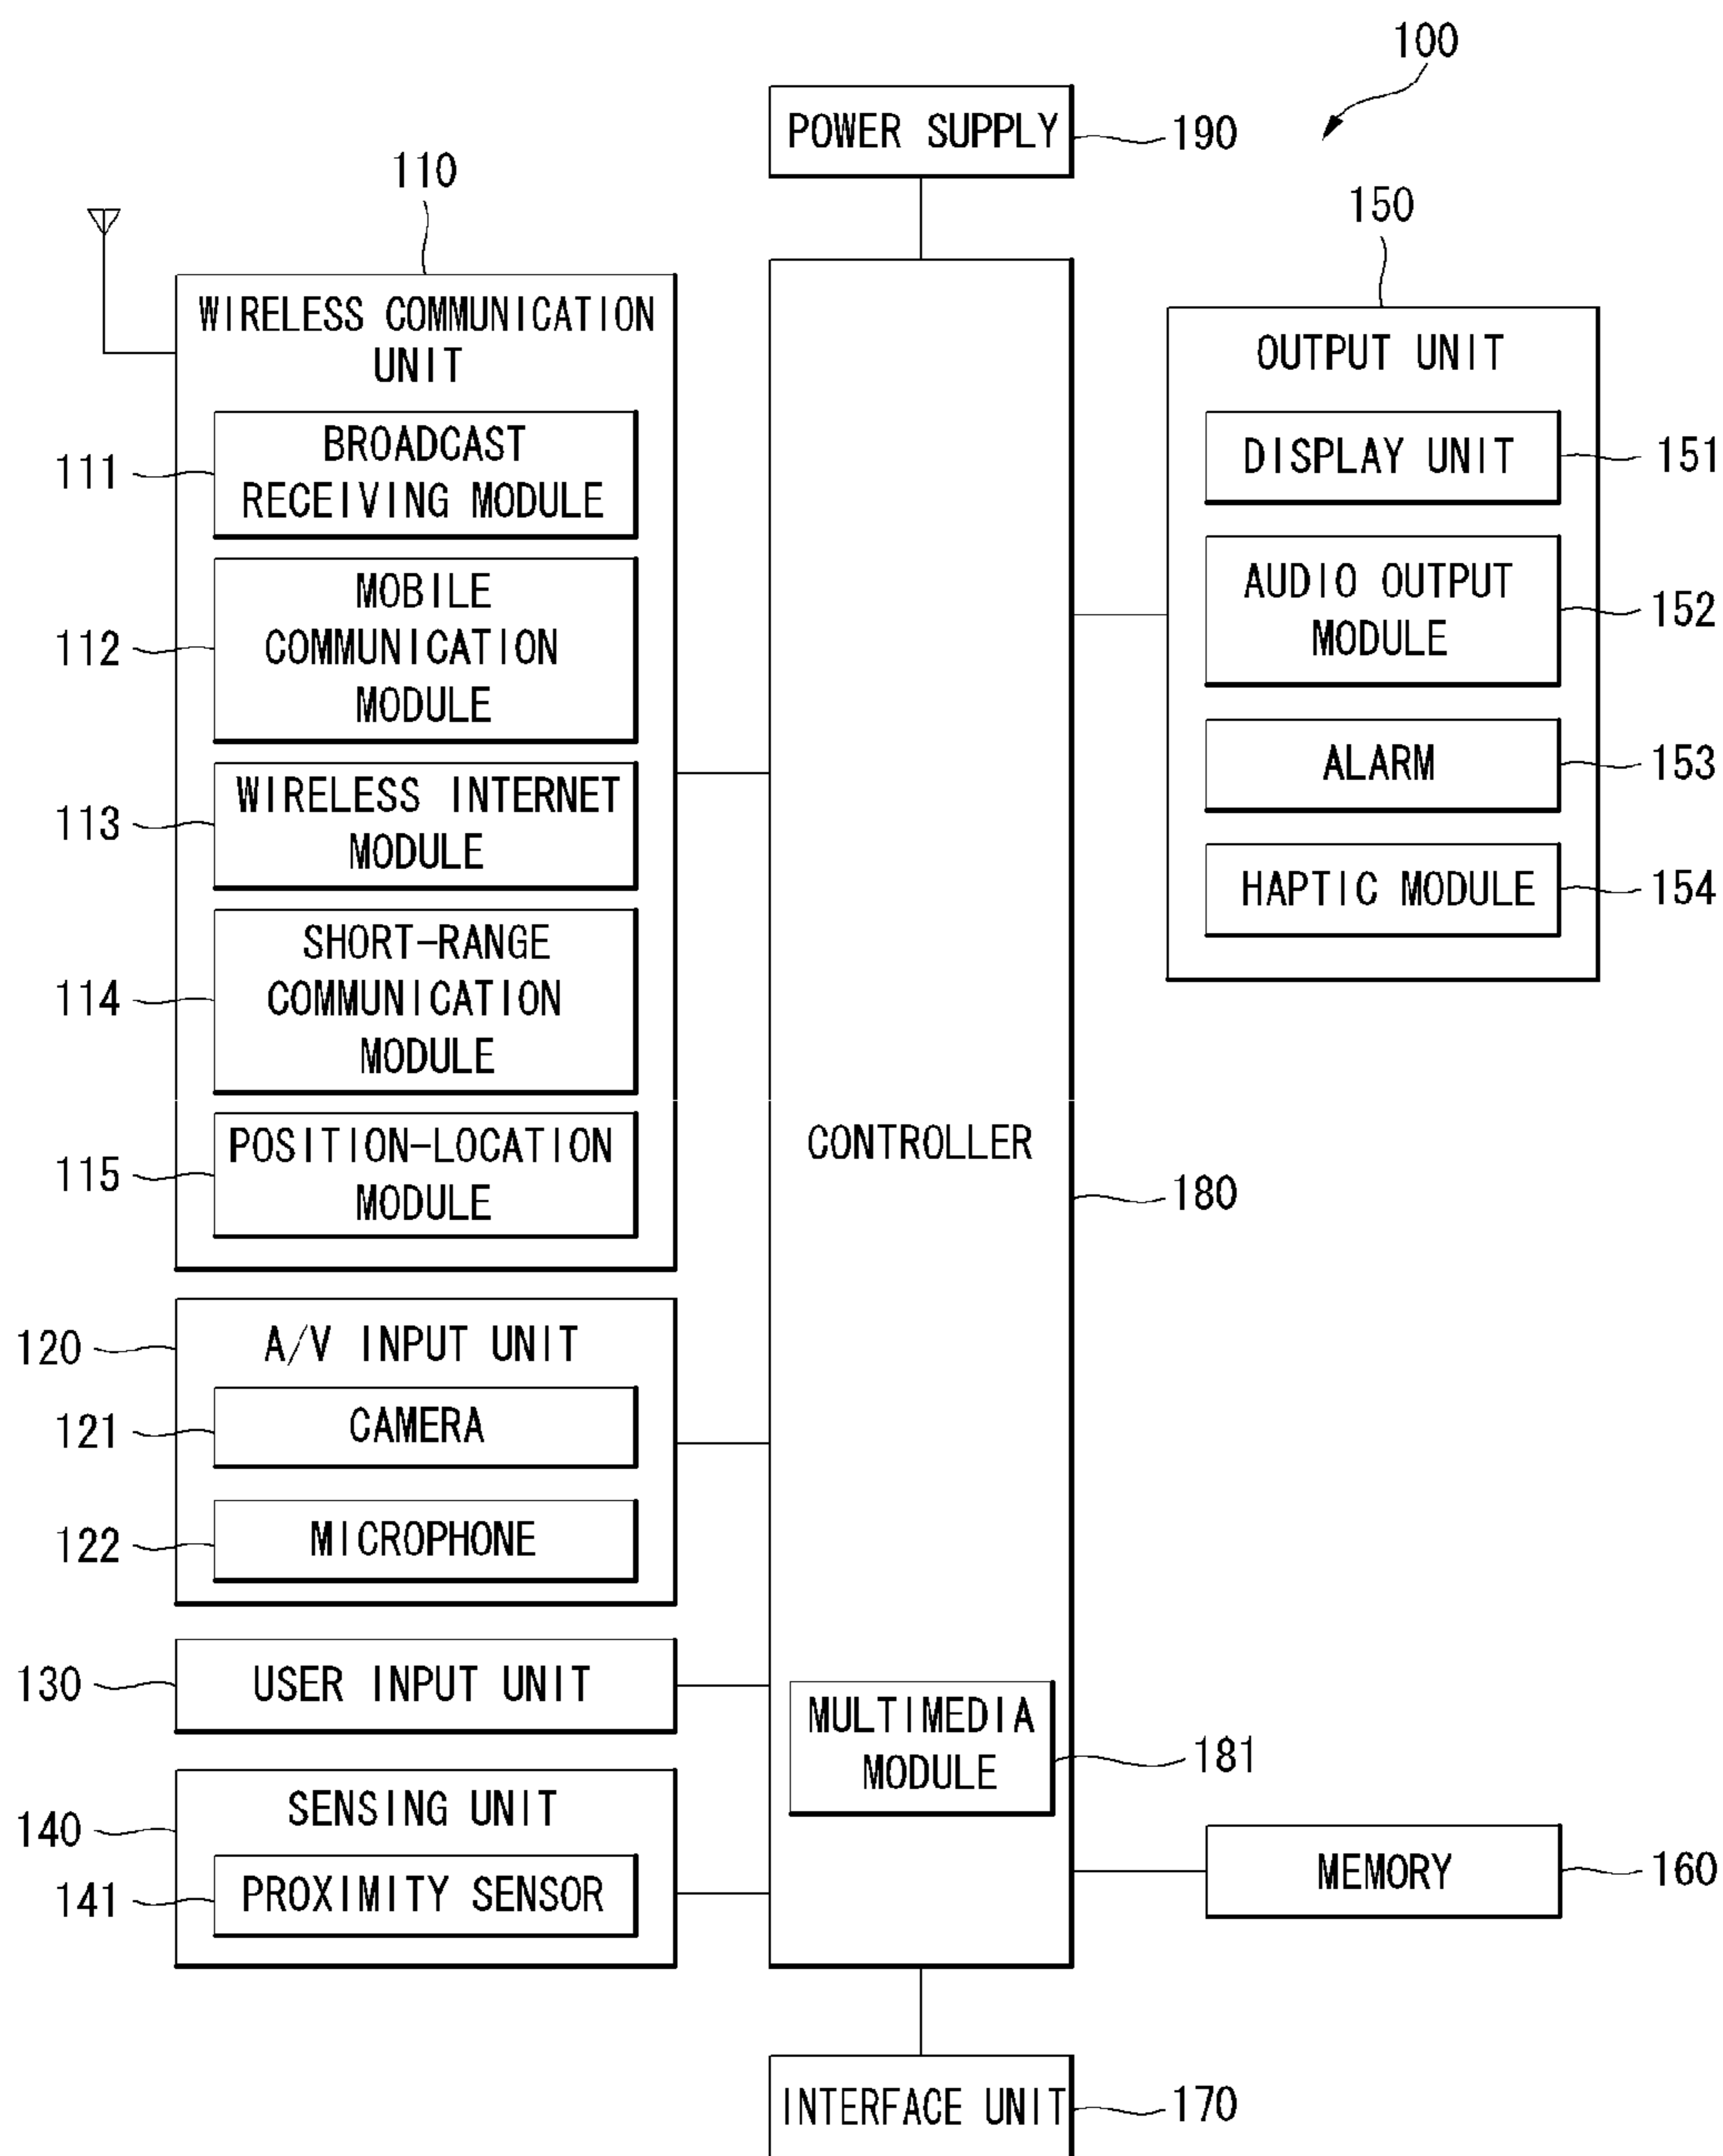 100
POWER SUPPLY
190
110
150
WIRELESS COMMUNICATION
UNIT
BROADCAST
RECEIVING MODULE
111
MOBILE
COMMUNICATION
MODULE
112
WIRELESS INTERNET
MODULE
113
SHORT-RANGE
COMMUNICATION
MODULE
114
POSITION-LOCATION
MODULE
115
A/V INPUT UNIT
120
CAMERA
121
MICROPHONE
122
USER INPUT UNIT
130
SENSING UNIT
140
PROXIMITY SENSOR
141
CONTROLLER
180
MULTIMEDIA
MODULE
181
OUTPUT UNIT
DISPLAY UNIT
151
AUDIO OUTPUT
MODULE
152
ALARM
153
HAPTIC MODULE
154
MEMORY
160
INTERFACE UNIT
170